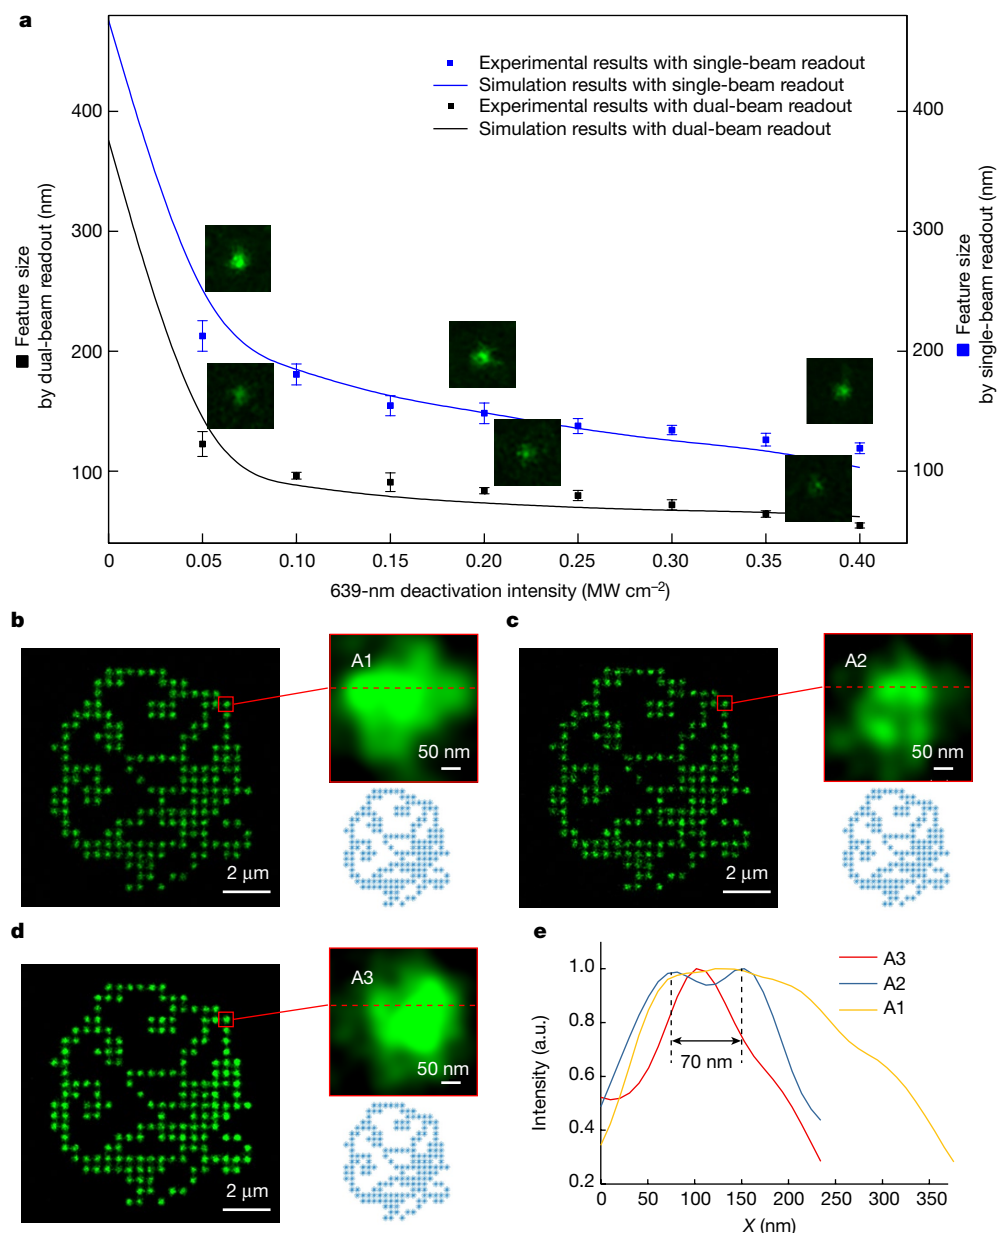 a
Experimental results with single-beam readout
Simulation results with single-beam readout
Experimental results with dual-beam readout
Simulation results with dual-beam readout
Feature size
by dual-beam readout (nm)
400
300
200
100
400
300
200
100
Feature size
by single-beam readout (nm)
0
0.05
0.10
0.15
0.20
0.25
0.30
0.35
0.40
639-nm deactivation intensity (MW cm⁻²)
b
A1
50 nm
2 μm
c
A2
50 nm
2 μm
d
A3
50 nm
2 μm
e
A3
A2
A1
70 nm
Intensity (a.u.)
1.0
0.8
0.6
0.4
0.2
0
50
100
150
200
250
300
350
X (nm)